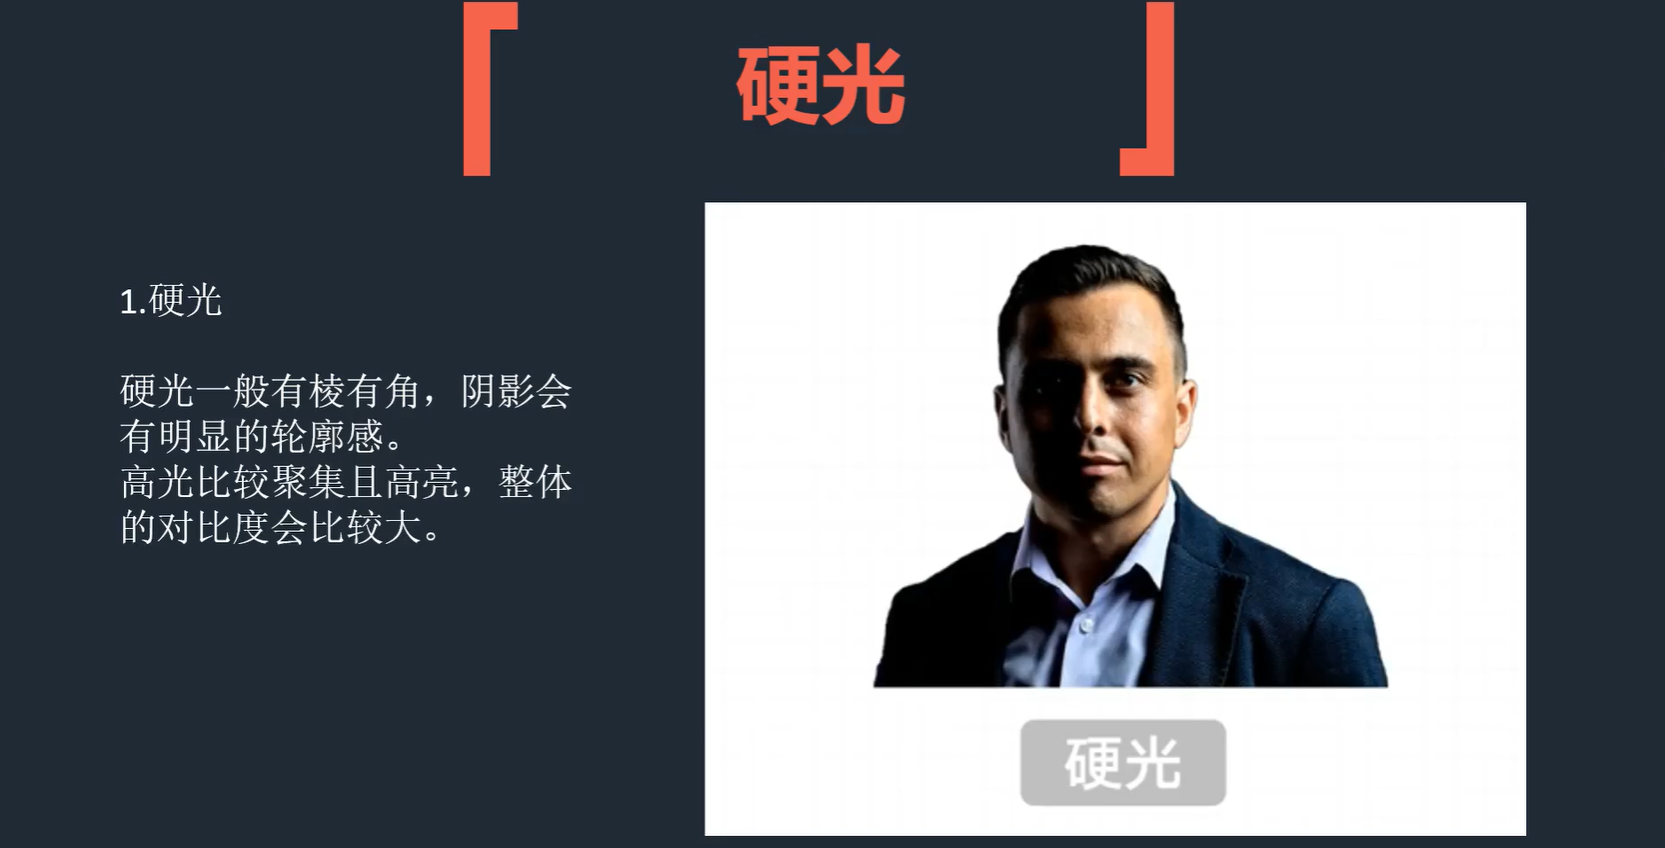 硬光
1.硬光
硬光一般有棱有角，阴影会
有明显的轮廓感。
高光比较聚集且高亮，整体
的对比度会比较大。
硬光